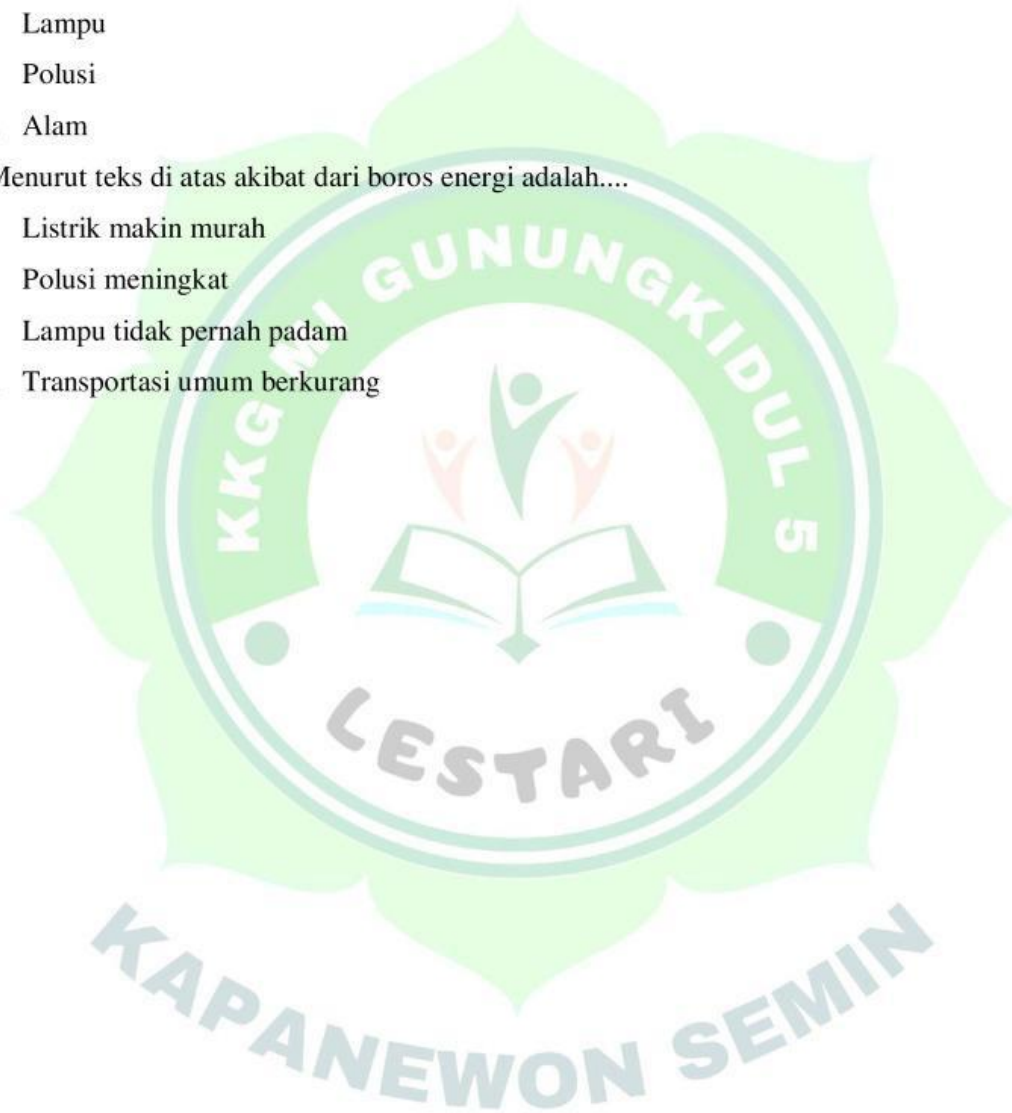 Lampu
Polusi
Alam
Menurut teks di atas akibat dari boros energi adalah....
Listrik makin murah
Polusi meningkat
Lampu tidak pernah padam
Transportasi umum berkurang
KKG MI GUNUNGKIDUL 5
LESTARI
KAPANEWON SEMIN